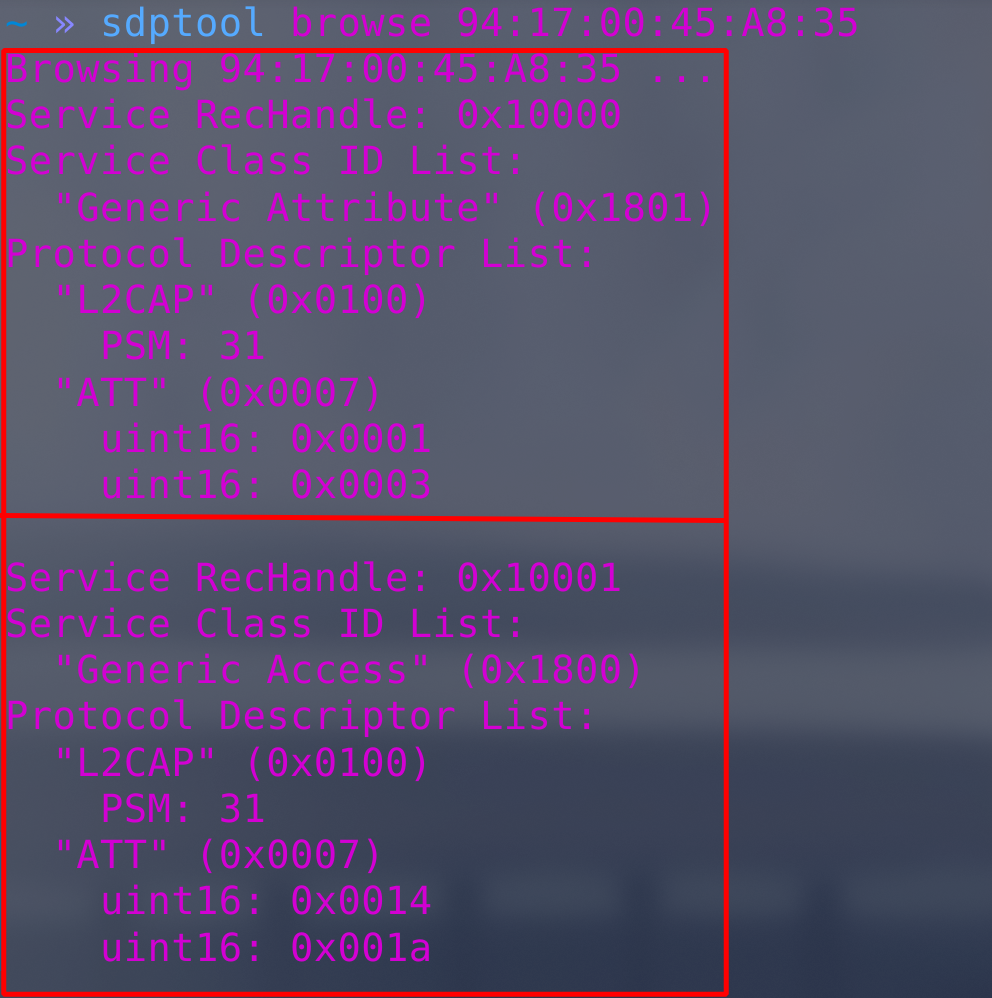 ~ » sdptool browse 94:17:00:45:A8:35
Browsing 94:17:00:45:A8:35 ...
Service RecHandle: 0x10000
Service Class ID List:
  "Generic Attribute" (0x1801)
Protocol Descriptor List:
  "L2CAP" (0x0100)
    PSM: 31
  "ATT" (0x0007)
    uint16: 0x0001
    uint16: 0x0003
Service RecHandle: 0x10001
Service Class ID List:
  "Generic Access" (0x1800)
Protocol Descriptor List:
  "L2CAP" (0x0100)
    PSM: 31
  "ATT" (0x0007)
    uint16: 0x0014
    uint16: 0x001a